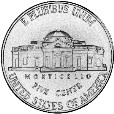 E PLURIBUS UNUM
MONTICELLO
FIVE CENTS
UNITED STATES OF AMERICA